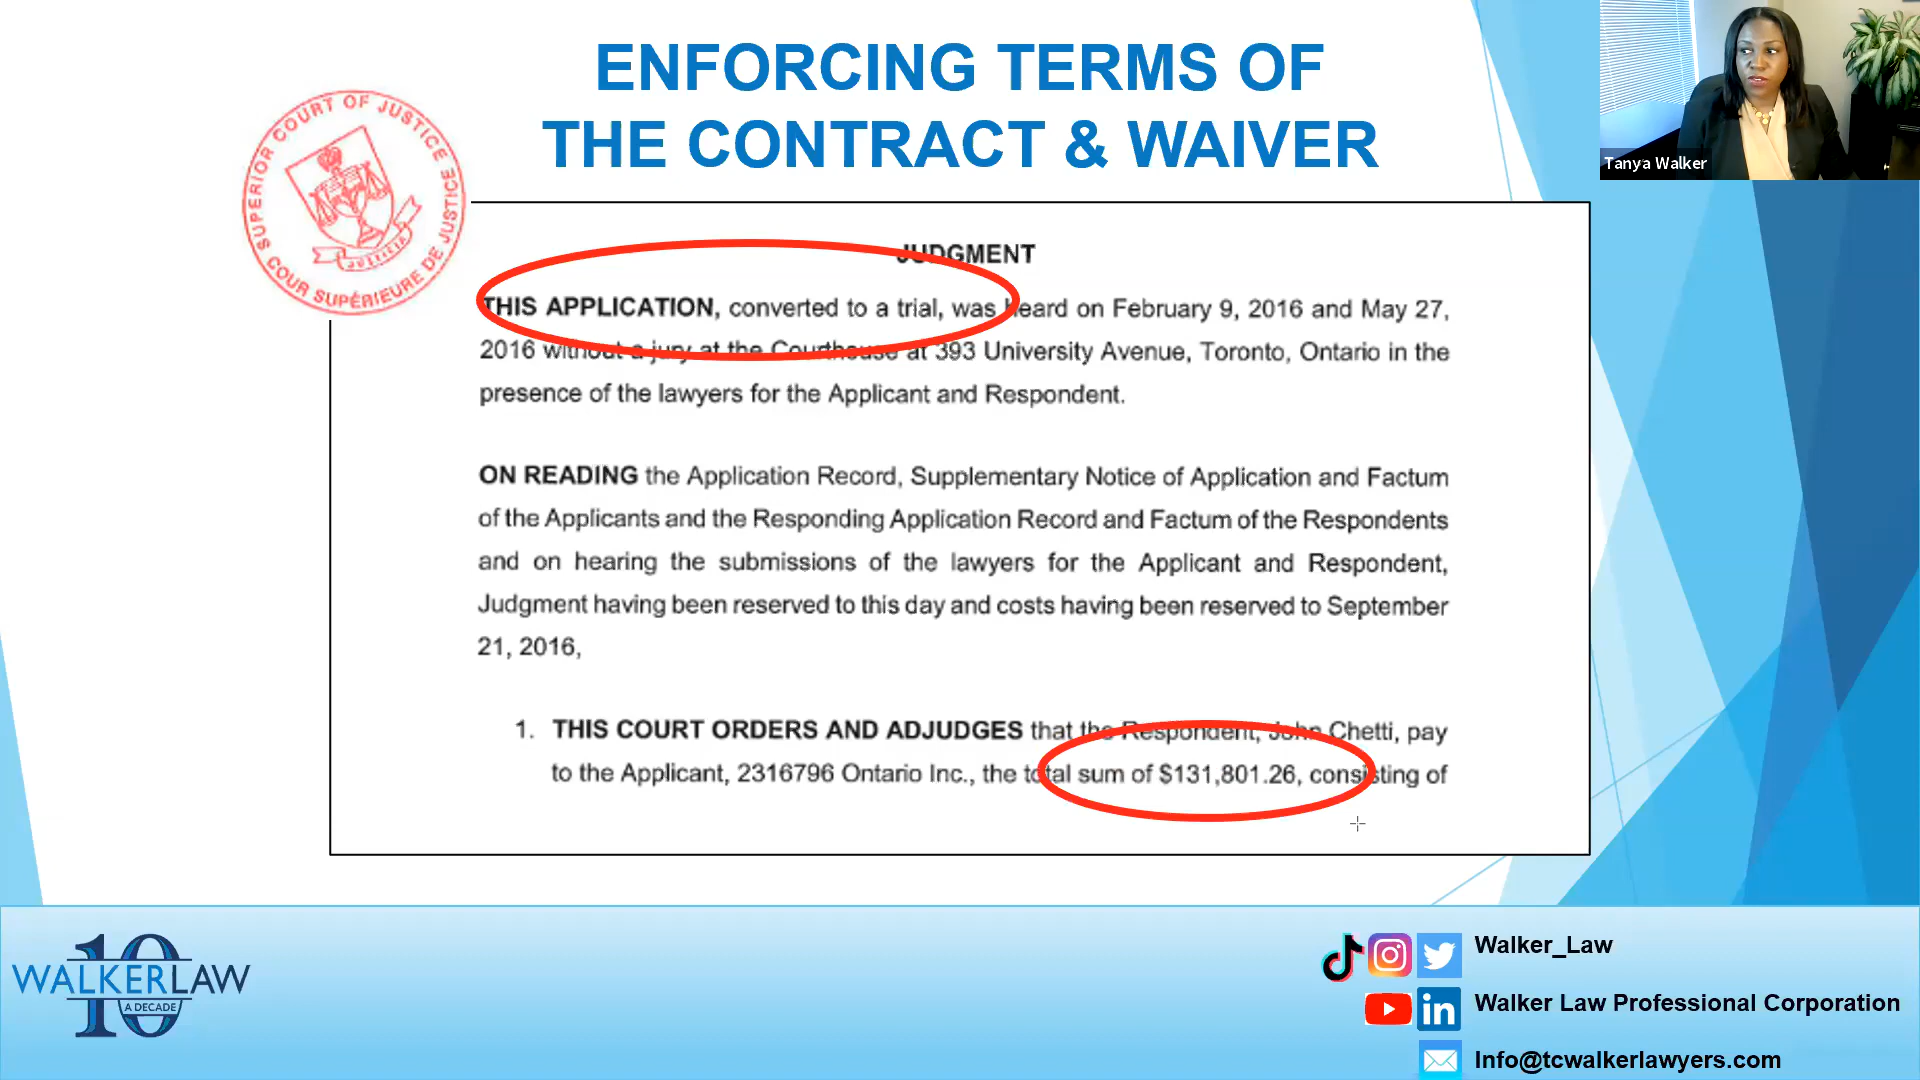 ENFORCING TERMS OF
THE CONTRACT & WAIVER
Tanya Walker
SUPERIOR COURT OF JUSTICE
COUR SUPÉRIEURE DE JUSTICE
JUSTITIA
JUDGMENT
THIS APPLICATION, converted to a trial, was heard on February 9, 2016 and May 27,
2016 without a jury at the Courthouse at 393 University Avenue, Toronto, Ontario in the
presence of the lawyers for the Applicant and Respondent.
ON READING the Application Record, Supplementary Notice of Application and Factum
of the Applicants and the Responding Application Record and Factum of the Respondents
and on hearing the submissions of the lawyers for the Applicant and Respondent,
Judgment having been reserved to this day and costs having been reserved to September
21, 2016,
1. THIS COURT ORDERS AND ADJUDGES that the Respondent, John Chetti, pay
to the Applicant, 2316796 Ontario Inc., the total sum of $131,801.26, consisting of
10
WALKERLAW
A DECADE
Walker_Law
Walker Law Professional Corporation
Info@tcwalkerlawyers.com